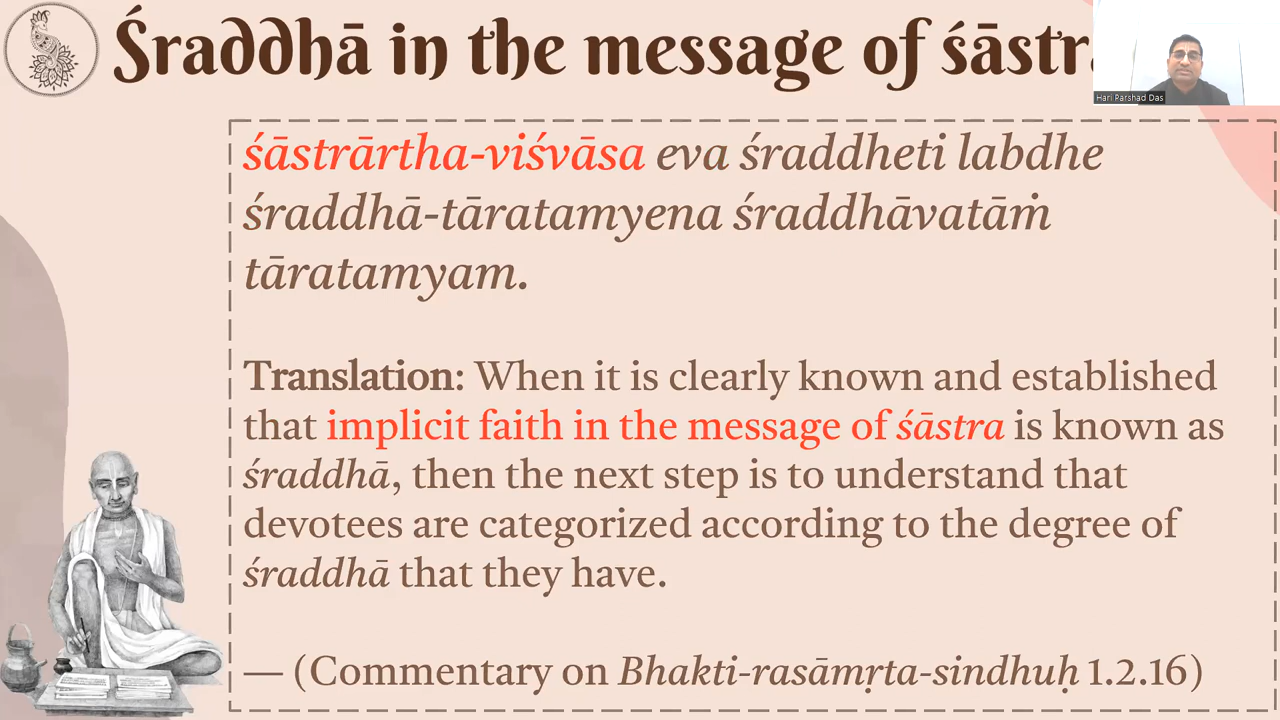 Śraddhā in the message of śāstra
Hari Parshad Das
śāstrārtha-viśvāsa eva śraddheti labdhe
śraddhā-tāratamyena śraddhāvatāṁ
tāratamyam.
Translation: When it is clearly known and established
that implicit faith in the message of śāstra is known as
śraddhā, then the next step is to understand that
devotees are categorized according to the degree of
śraddhā that they have.
— (Commentary on Bhakti-rasāmṛta-sindhuḥ 1.2.16)